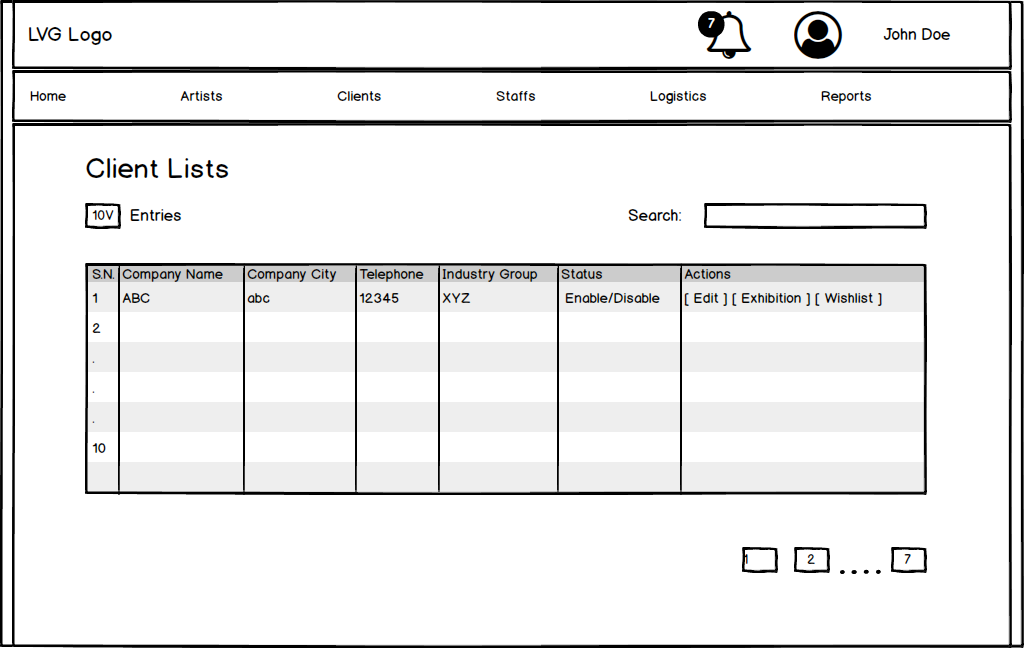 LVG Logo 7 John Doe
Home Artists Clients Staffs Logistics Reports
Client Lists
10V Entries Search:
S.N. Company Name Company City Telephone Industry Group Status Actions
1 ABC abc 12345 XYZ Enable/Disable [ Edit ] [ Exhibition ] [ Wishlist ]
2
.
.
.
10
1 2 .... 7